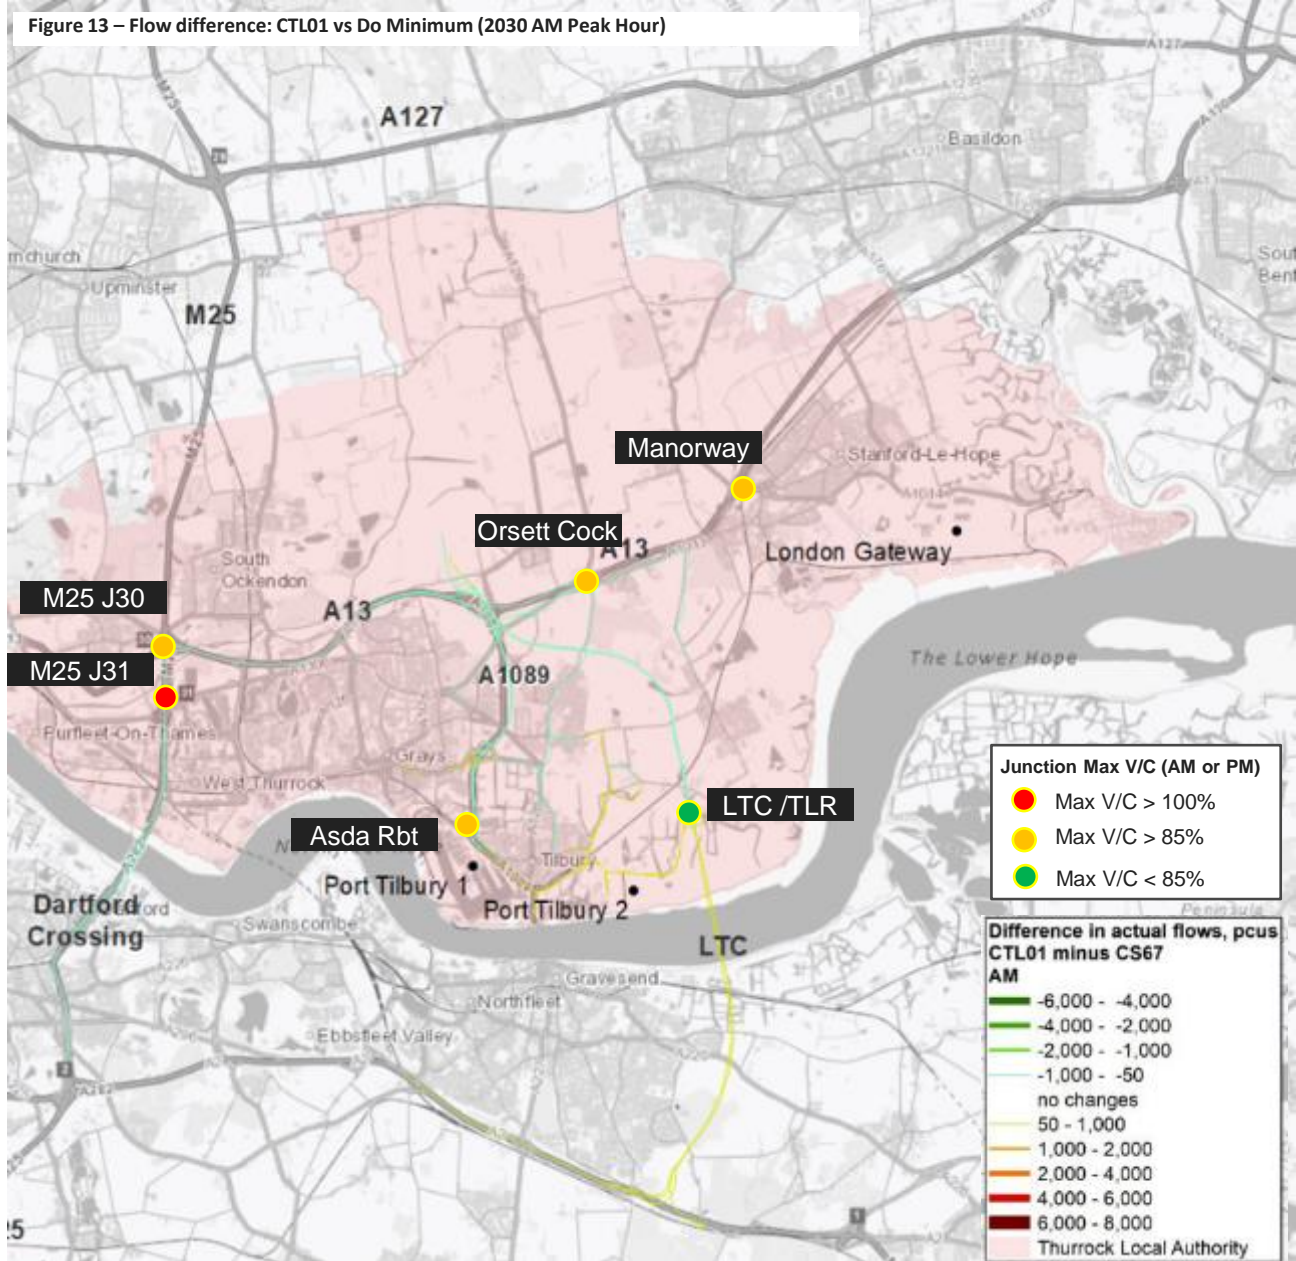 Figure 13 – Flow difference: CTL01 vs Do Minimum (2030 AM Peak Hour)
A127
A127
M25
Basildon
Upminster
M25
M25
Manorway
Stanford-Le-Hope
Orsett Cock
A13
London Gateway
South
Ockendon
M25 J30
A13
M25 J31
A1089
The Lower Hope
Purfleet-On-Thames
Grays
West Thurrock
LTC /TLR
Asda Rbt
Tilbury
Port Tilbury 1
Port Tilbury 2
Dartford
Crossing
Swanscombe
LTC
Gravesend
Northfleet
Ebbsfleet Valley
2
1
Junction Max V/C (AM or PM)
Max V/C > 100%
Max V/C > 85%
Max V/C < 85%
Peninsula
Difference in actual flows, pcus
CTL01 minus CS67
AM
-6,000 - -4,000
-4,000 - -2,000
-2,000 - -1,000
-1,000 - -50
no changes
50 - 1,000
1,000 - 2,000
2,000 - 4,000
4,000 - 6,000
6,000 - 8,000
Thurrock Local Authority